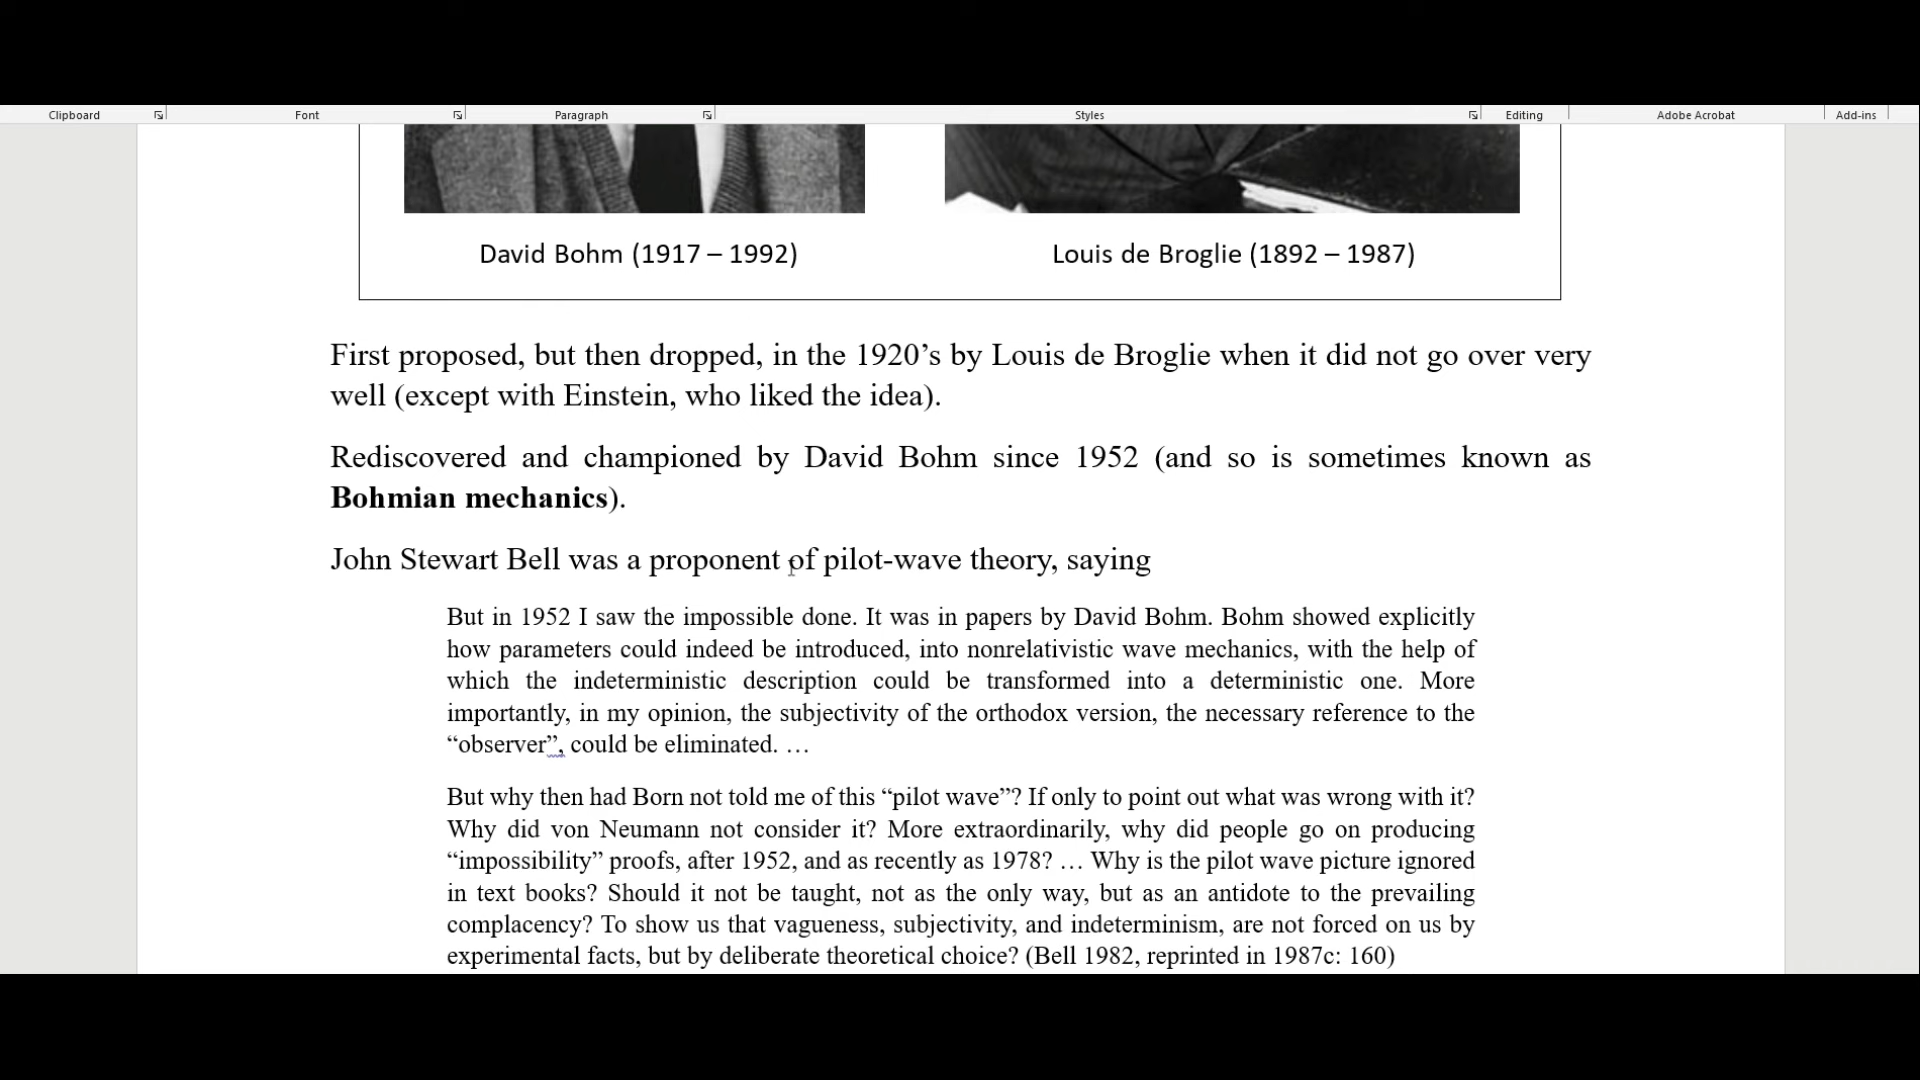 Clipboard Font Paragraph Styles Editing Adobe Acrobat Add-ins
David Bohm (1917 – 1992) Louis de Broglie (1892 – 1987)
First proposed, but then dropped, in the 1920’s by Louis de Broglie when it did not go over very
well (except with Einstein, who liked the idea).
Rediscovered and championed by David Bohm since 1952 (and so is sometimes known as
Bohmian mechanics).
John Stewart Bell was a proponent of pilot-wave theory, saying
But in 1952 I saw the impossible done. It was in papers by David Bohm. Bohm showed explicitly
how parameters could indeed be introduced, into nonrelativistic wave mechanics, with the help of
which the indeterministic description could be transformed into a deterministic one. More
importantly, in my opinion, the subjectivity of the orthodox version, the necessary reference to the
“observer”, could be eliminated. …
But why then had Born not told me of this “pilot wave”? If only to point out what was wrong with it?
Why did von Neumann not consider it? More extraordinarily, why did people go on producing
“impossibility” proofs, after 1952, and as recently as 1978? … Why is the pilot wave picture ignored
in text books? Should it not be taught, not as the only way, but as an antidote to the prevailing
complacency? To show us that vagueness, subjectivity, and indeterminism, are not forced on us by
experimental facts, but by deliberate theoretical choice? (Bell 1982, reprinted in 1987c: 160)